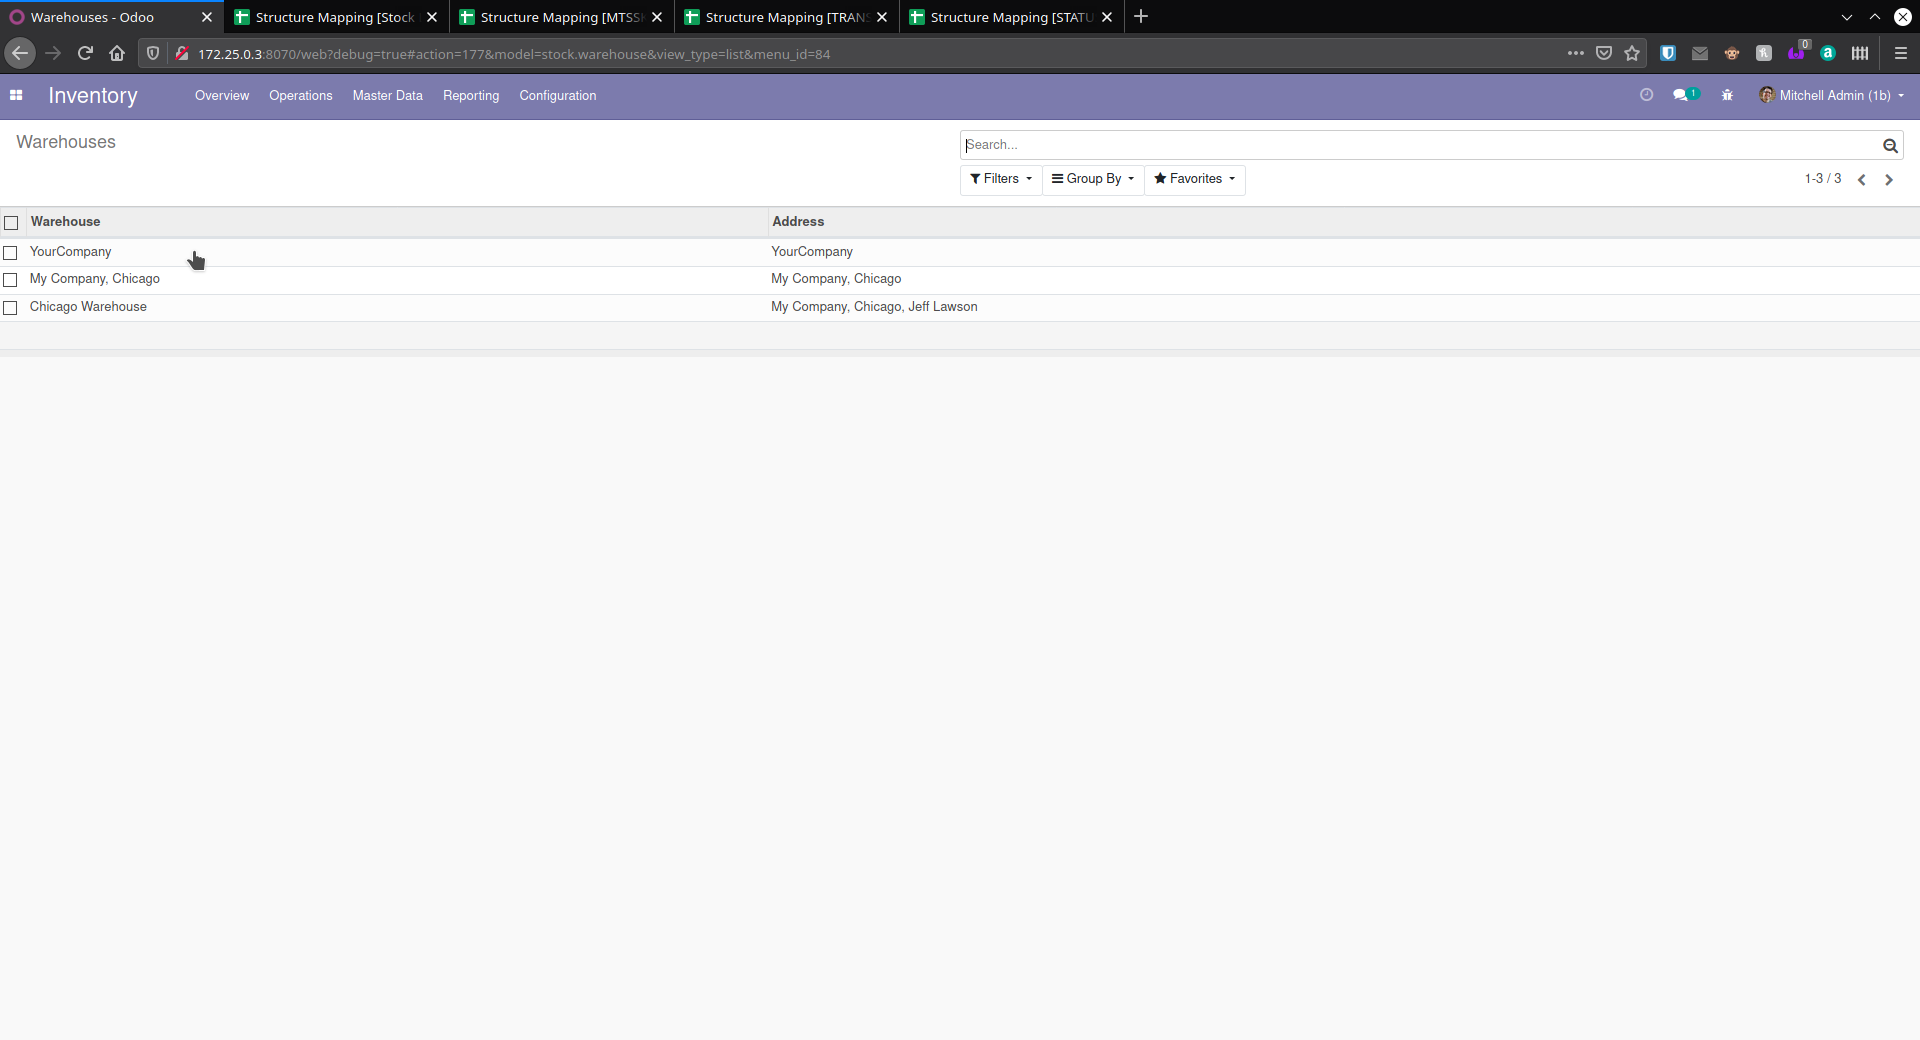 Warehouses - Odoo
Structure Mapping [Stock
Structure Mapping [MTSS
Structure Mapping [TRAN
Structure Mapping [STATU
172.25.0.3:8070/web?debug=true#action=177&model=stock.warehouse&view_type=list&menu_id=84
0
Inventory Overview Operations Master Data Reporting Configuration
1
Mitchell Admin (1b)
Warehouses
Search...
Filters Group By Favorites
1-3 / 3
Warehouse Address
YourCompany YourCompany
My Company, Chicago My Company, Chicago
Chicago Warehouse My Company, Chicago, Jeff Lawson